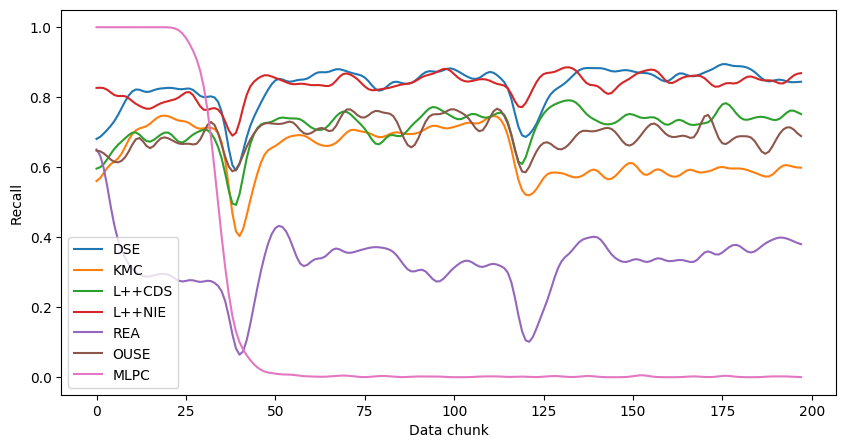 1.0
0.8
0.6
0.4
0.2
0.0
Recall
DSE
KMC
L++CDS
L++NIE
REA
OUSE
MLPC
0 25 50 75 100 125 150 175 200
Data chunk